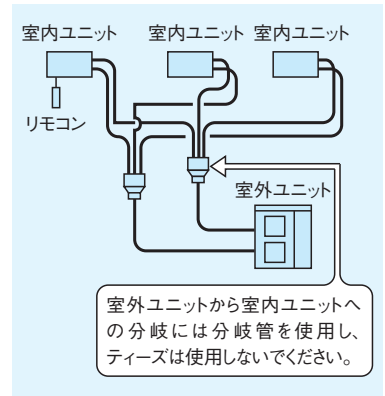 室内ユニット 室内ユニット 室内ユニット
リモコン
室外ユニット
室外ユニットから室内ユニットへ
の分岐には分岐管を使用し、
ティーズは使用しないでください。